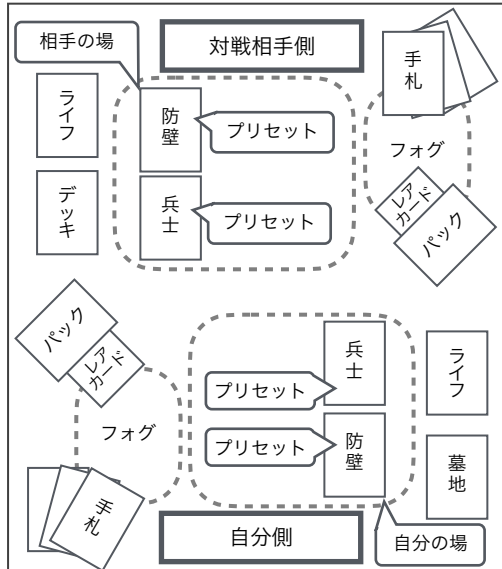 対戦相手側
相手の場
手札
ライフ
防壁
プリセット
フォグ
デッキ
兵士
プリセット
レア
カード
パック
パック
レア
カード
兵士
ライフ
プリセット
フォグ
プリセット
防壁
墓地
手札
自分側
自分の場